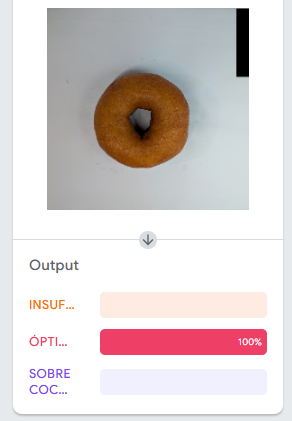 Output
INSUF...
ÓPTI...
100%
SOBRE
COC...